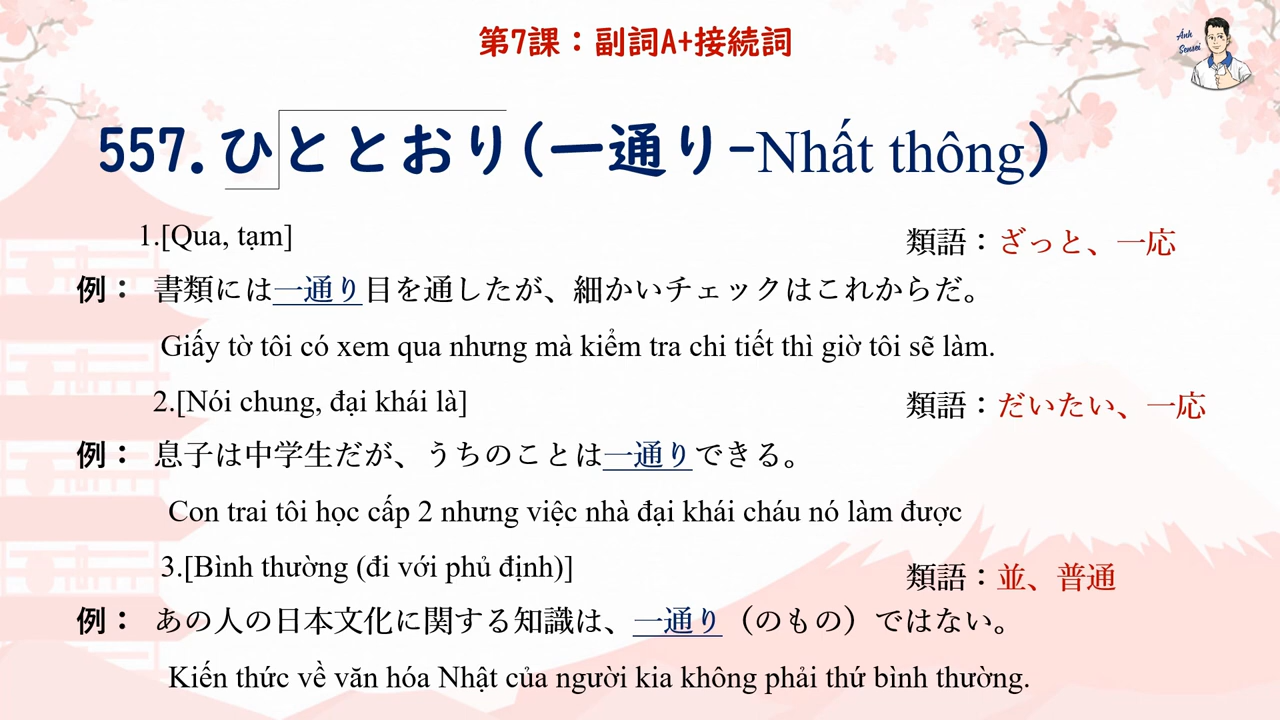 第7課：副詞A+接続詞
Anh Sensei
557. ひととおり(一通り-Nhất thông)
1.[Qua, tạm] 類語：ざっと、一応
例： 書類には一通り目を通したが、細かいチェックはこれからだ。
Giấy tờ tôi có xem qua nhưng mà kiểm tra chi tiết thì giờ tôi sẽ làm.
2.[Nói chung, đại khái là] 類語：だいたい、一応
例： 息子は中学生だが、うちのことは一通りできる。
Con trai tôi học cấp 2 nhưng việc nhà đại khái cháu nó làm được
3.[Bình thường (đi với phủ định)] 類語：並、普通
例： あの人の日本文化に関する知識は、一通り（のもの）ではない。
Kiến thức về văn hóa Nhật của người kia không phải thứ bình thường.